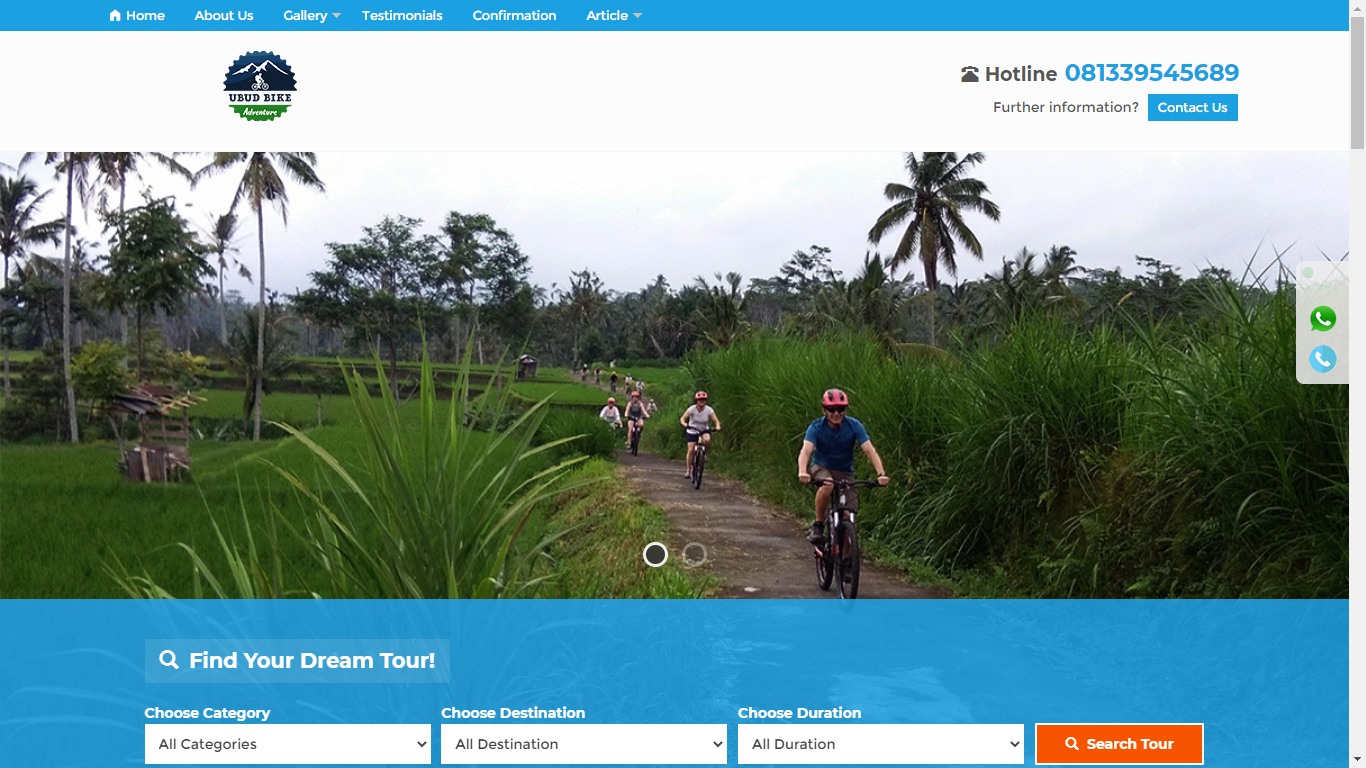 Home About Us Gallery Testimonials Confirmation Article
UBUD BIKE
Adventure
Hotline 081339545689
Further information? Contact Us
Find Your Dream Tour!
Choose Category Choose Destination Choose Duration
All Categories All Destination All Duration Search Tour